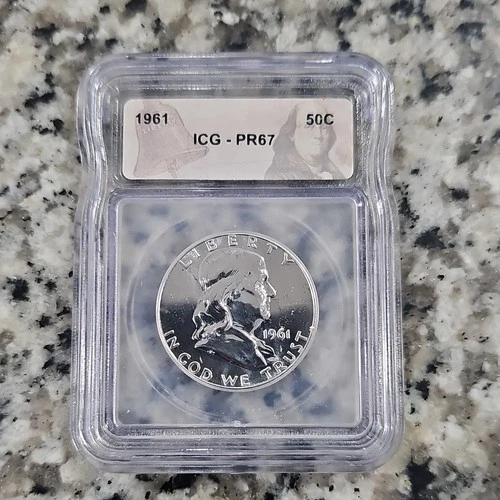 1961 50C
ICG - PR67
LIBERTY
1961
IN GOD WE TRUST